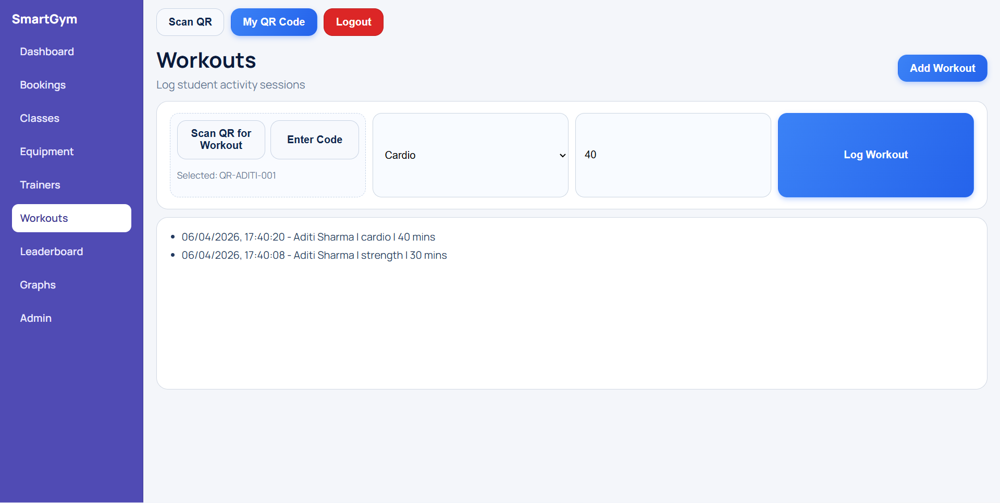 SmartGym
Dashboard
Bookings
Classes
Equipment
Trainers
Workouts
Leaderboard
Graphs
Admin
Scan QR
My QR Code
Logout
Workouts
Log student activity sessions
Add Workout
Scan QR for
Workout
Enter Code
Selected: QR-ADITI-001
Cardio
40
Log Workout
06/04/2026, 17:40:20 - Aditi Sharma | cardio | 40 mins
06/04/2026, 17:40:08 - Aditi Sharma | strength | 30 mins